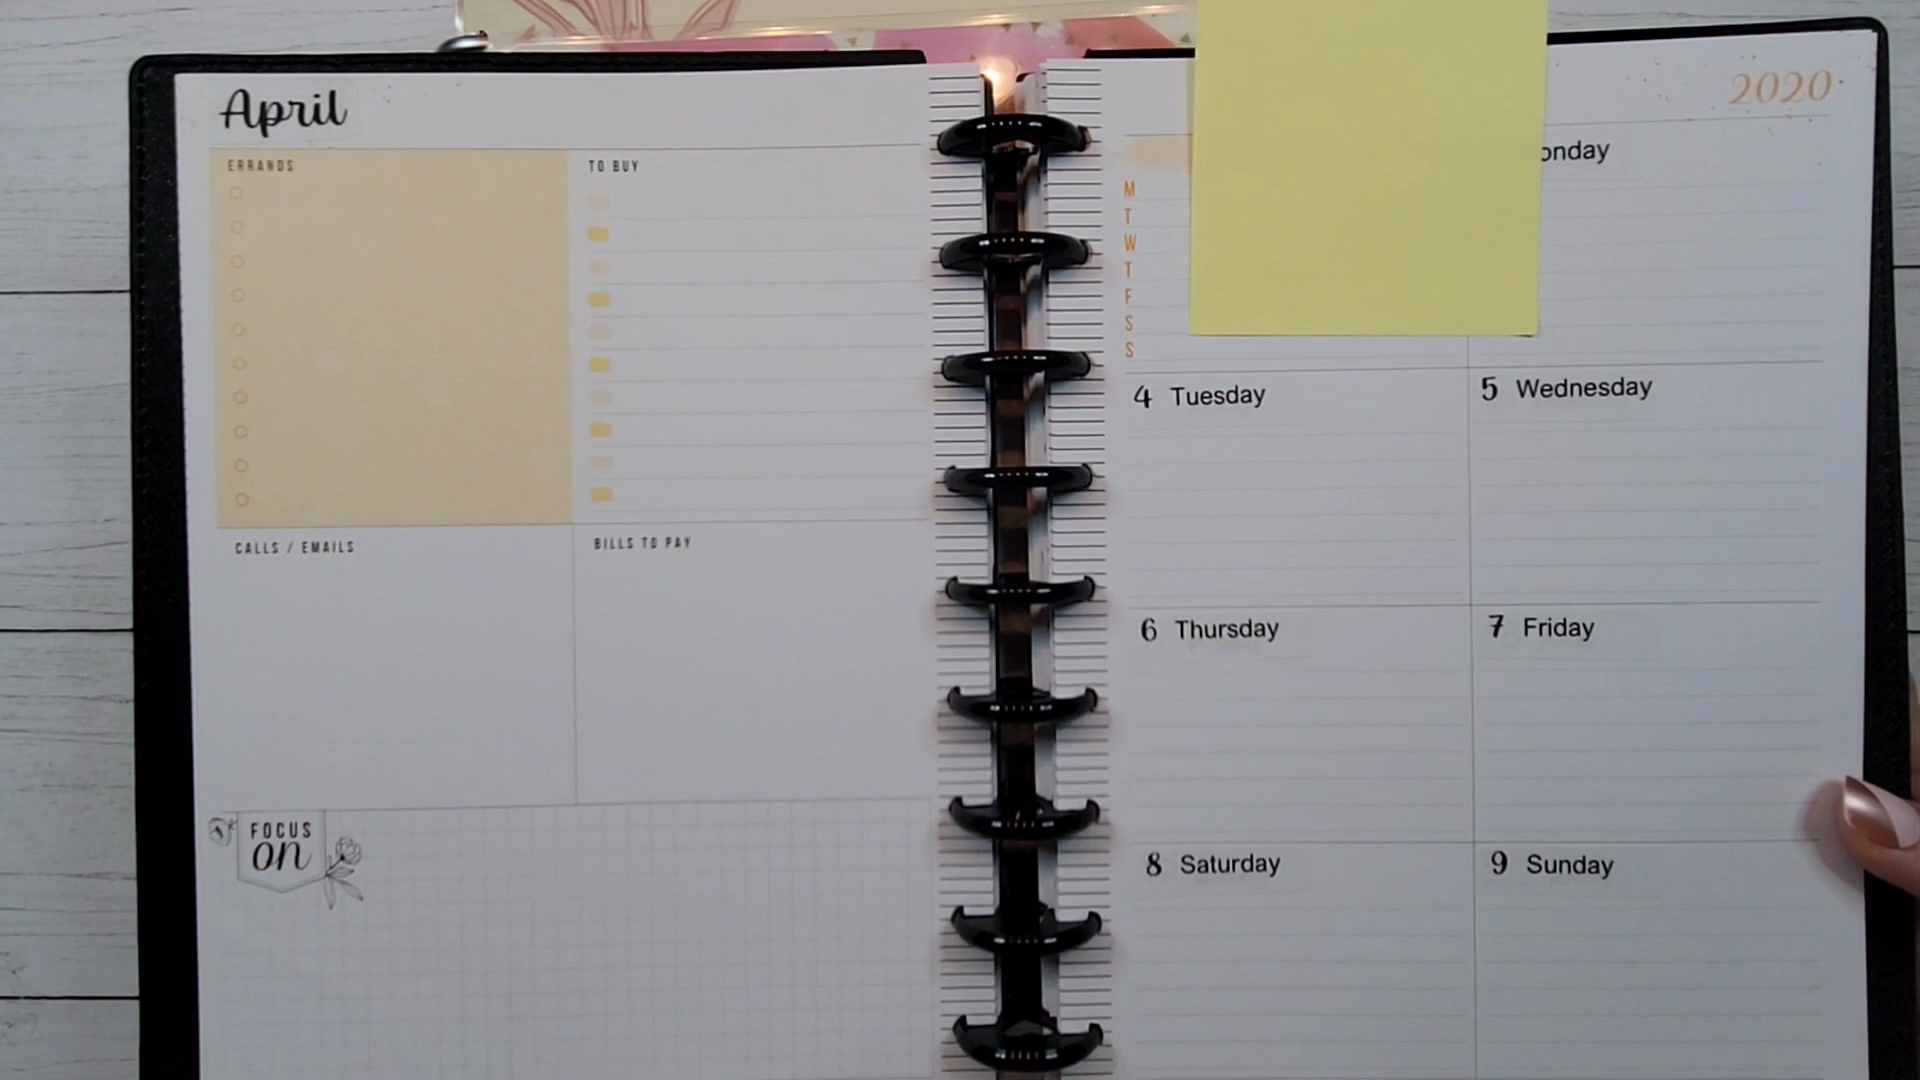 April
ERRANDS
TO BUY
CALLS / EMAILS
BILLS TO PAY
FOCUS
on
2020
onday
M
T
W
T
F
S
S
4 Tuesday
5 Wednesday
6 Thursday
7 Friday
8 Saturday
9 Sunday